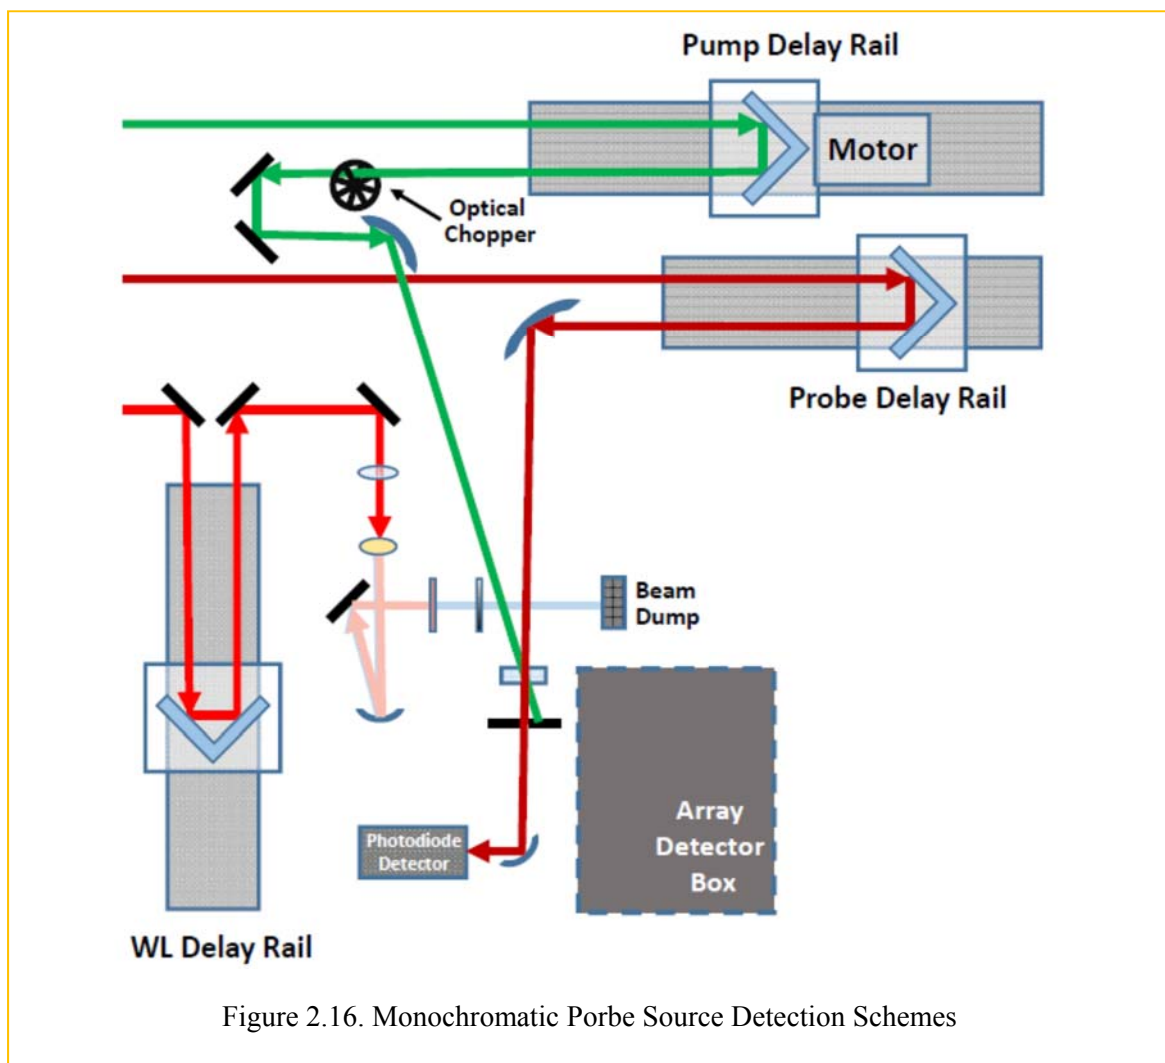 Pump Delay Rail
Motor
Optical
Chopper
Probe Delay Rail
Beam
Dump
Photodiode
Detector
Array
Detector
Box
WL Delay Rail
Figure 2.16. Monochromatic Porbe Source Detection Schemes